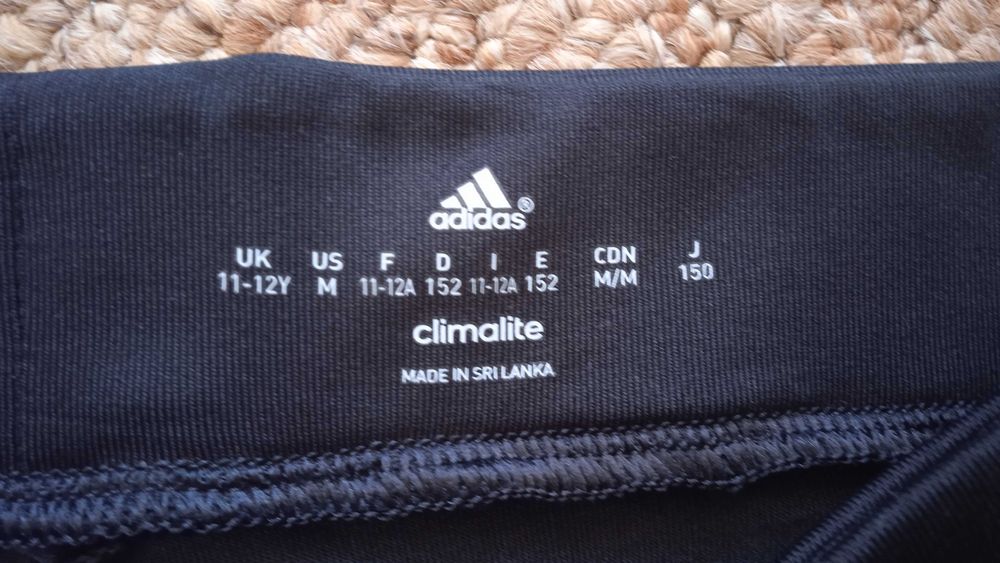 adidas®
UK US F D I E CDN J
11-12Y M 11-12A 152 11-12A 152 M/M 150
climalite
MADE IN SRI LANKA